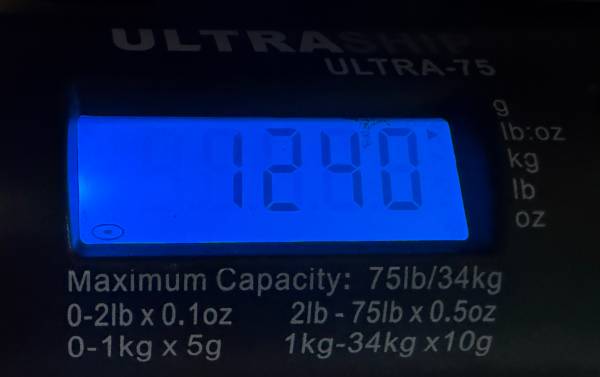 ULTRASHIP
ULTRA-75
g
lb:oz
kg
lb
oz
1240
Maximum Capacity: 75lb/34kg
0-2lb x 0.1oz 2lb - 75lb x 0.5oz
0-1kg x 5g 1kg-34kg x10g